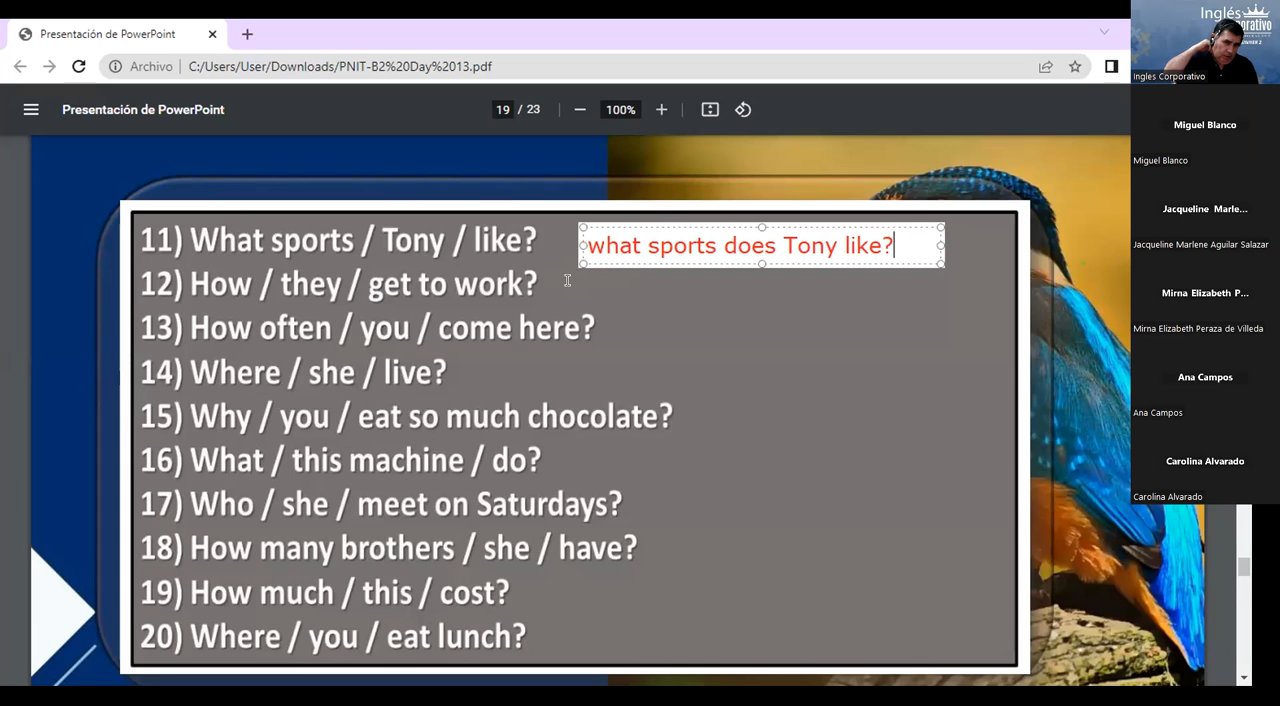 Presentación de PowerPoint
Archivo
C:/Users/User/Downloads/PNIT-B2%20Day%2013.pdf
Presentación de PowerPoint
19 / 23
100%
11) What sports / Tony / like?
what sports does Tony like?
12) How / they / get to work?
13) How often / you / come here?
14) Where / she / live?
15) Why / you / eat so much chocolate?
16) What / this machine / do?
17) Who / she / meet on Saturdays?
18) How many brothers / she / have?
19) How much / this / cost?
20) Where / you / eat lunch?
Inglés
Ingles Corporativo
Miguel Blanco
Miguel Blanco
Jacqueline Marle...
Jacqueline Marlene Aguilar Salazar
Mirna Elizabeth P...
Mirna Elizabeth Peraza de Villeda
Ana Campos
Ana Campos
Carolina Alvarado
Carolina Alvarado